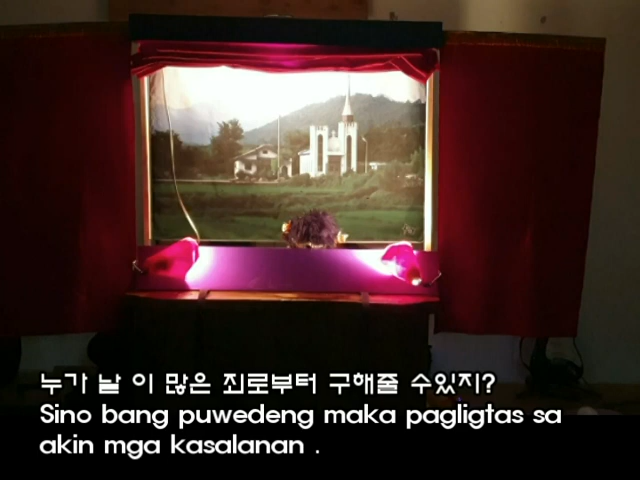 누가 날 이 많은 죄로부터 구해줄 수있지?
Sino bang puwedeng maka pagligtas sa
akin mga kasalanan .